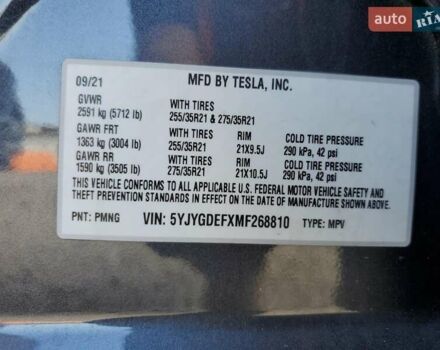 auto RIA
09/21 MFD BY TESLA, INC.
GVWR WITH TIRES
2591 kg (5712 lb) 255/35R21 & 275/35R21
GAWR FRT WITH TIRES RIM COLD TIRE PRESSURE
1363 kg (3004 lb) 255/35R21 21X9.5J 290 kPa, 42 psi
GAWR RR WITH TIRES RIM COLD TIRE PRESSURE
1590 kg (3505 lb) 275/35R21 21X10.5J 290 kPa, 42 psi
THIS VEHICLE CONFORMS TO ALL APPLICABLE U.S. FEDERAL MOTOR VEHICLE SAFETY AND
THEFT PREVENTION STANDARDS IN EFFECT ON THE DATE OF MANUFACTURE SHOWN ABOVE.
PNT: PMNG VIN: 5YJYGDEFXMF268810 TYPE: MPV